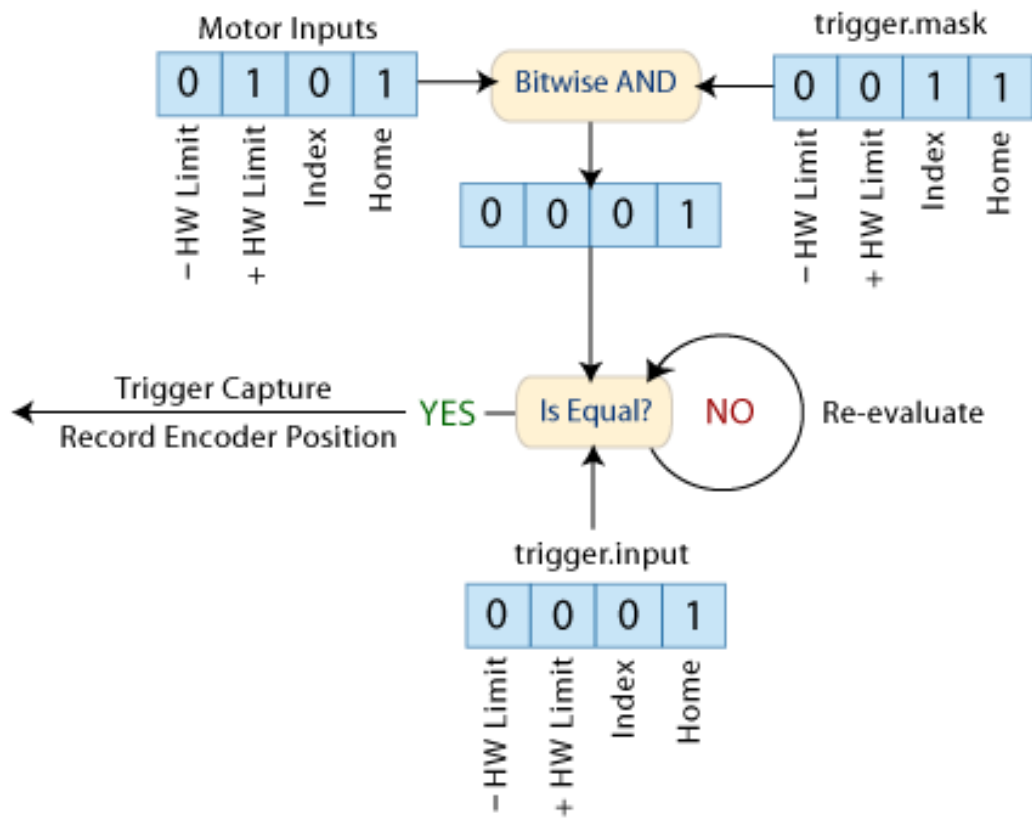 Motor Inputs
trigger.mask
0 1 0 1
Bitwise AND
0 0 1 1
– HW Limit
+ HW Limit
Index
Home
– HW Limit
+ HW Limit
Index
Home
0 0 0 1
Trigger Capture
Record Encoder Position
YES
Is Equal?
NO
Re-evaluate
trigger.input
0 0 0 1
– HW Limit
+ HW Limit
Index
Home